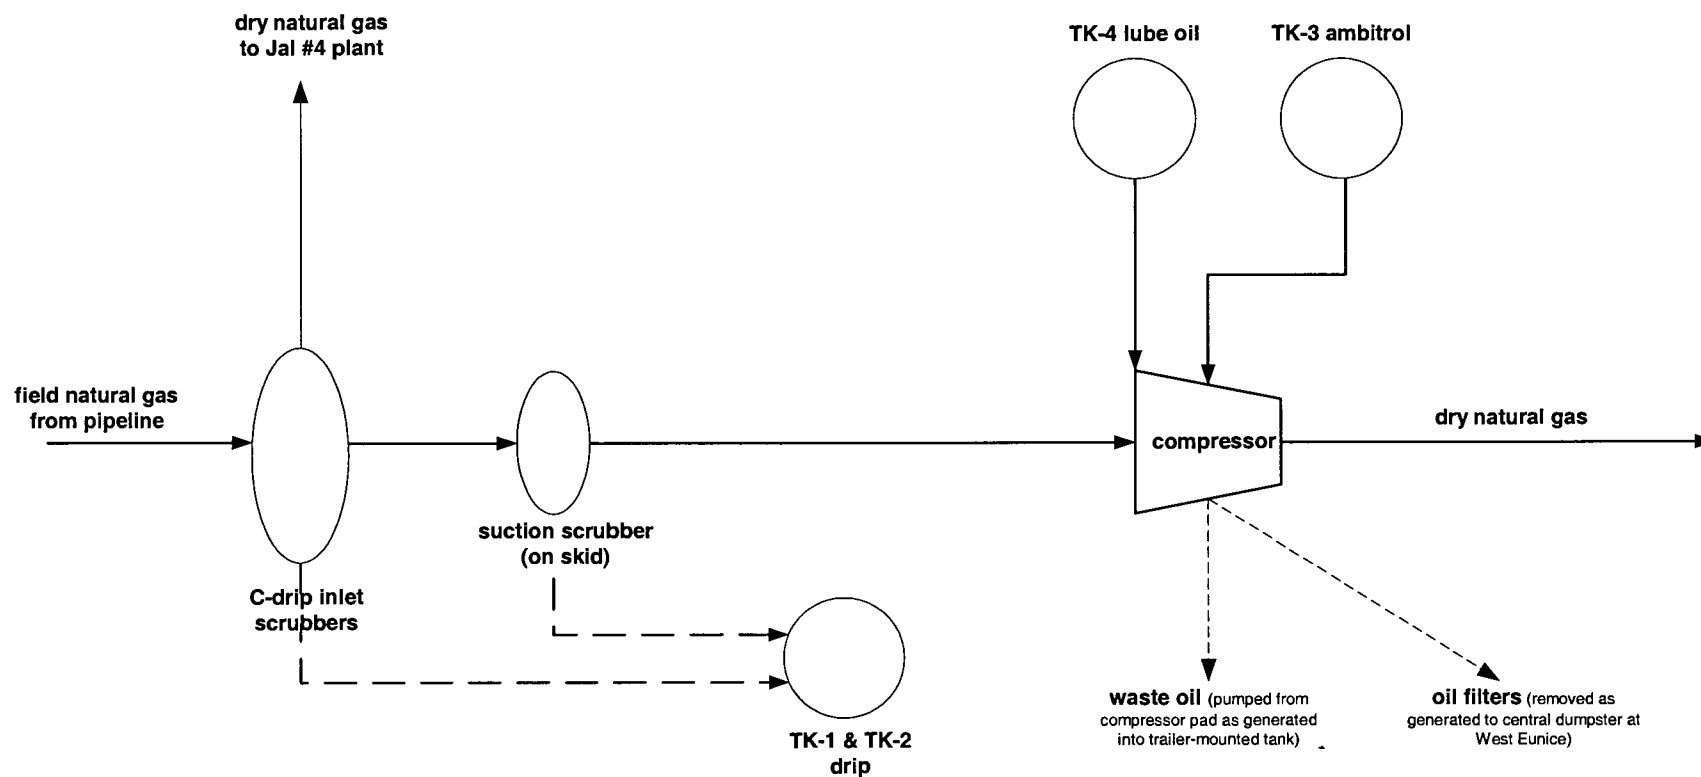 dry natural gas
to Jal #4 plant
TK-4 lube oil
TK-3 ambitrol
field natural gas
from pipeline
compressor
dry natural gas
suction scrubber
(on skid)
C-drip inlet
scrubbers
TK-1 & TK-2
drip
waste oil (pumped from
compressor pad as generated
into trailer-mounted tank)
oil filters (removed as
generated to central dumpster at
West Eunice)